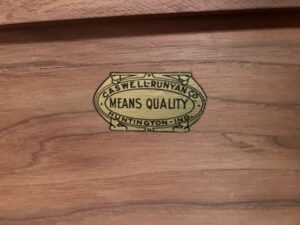 CASWELL-RUNYAN CO.
MEANS QUALITY
HUNTINGTON-IND.